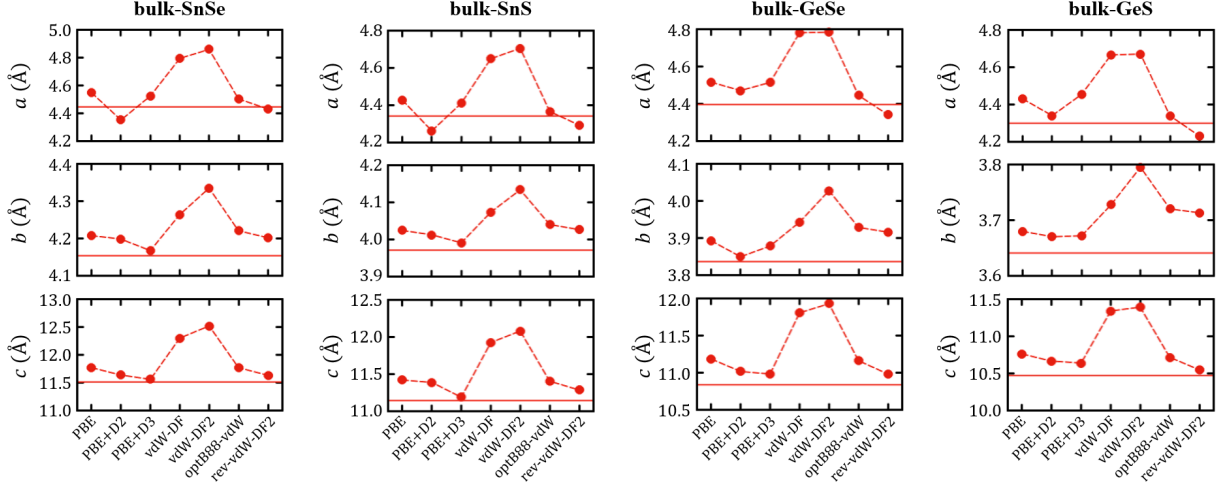 bulk-SnSe
bulk-SnS
bulk-GeSe
bulk-GeS
a (Å)
5.0
4.8
4.6
4.4
4.2
a (Å)
4.8
4.6
4.4
4.2
a (Å)
4.8
4.6
4.4
4.2
a (Å)
4.8
4.6
4.4
4.2
b (Å)
4.4
4.3
4.2
4.1
b (Å)
4.2
4.1
4.0
3.9
b (Å)
4.1
4.0
3.9
3.8
b (Å)
3.8
3.7
3.6
c (Å)
13.0
12.5
12.0
11.5
11.0
c (Å)
12.5
12.0
11.5
11.0
c (Å)
12.0
11.5
11.0
10.5
c (Å)
11.5
11.0
10.5
10.0
PBE
PBE+D2
PBE+D3
vdW-DF
vdW-DF2
optB88-vdW
rev-vdW-DF2
PBE
PBE+D2
PBE+D3
vdW-DF
vdW-DF2
optB88-vdW
rev-vdW-DF2
PBE
PBE+D2
PBE+D3
vdW-DF
vdW-DF2
optB88-vdW
rev-vdW-DF2
PBE
PBE+D2
PBE+D3
vdW-DF
vdW-DF2
optB88-vdW
rev-vdW-DF2